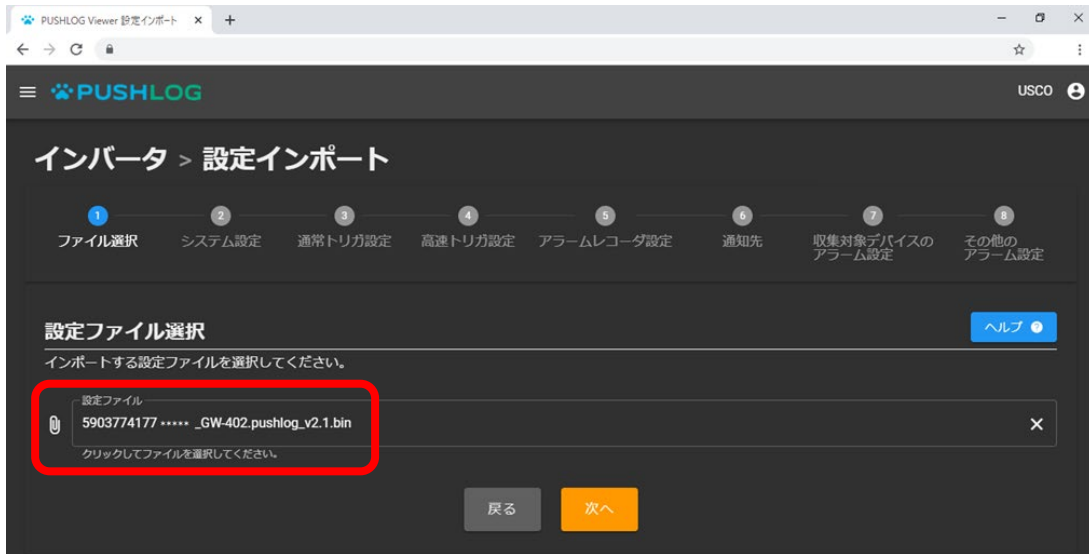 PUSHLOG Viewer 設定インポート
PUSHLOG
USCO
インバータ > 設定インポート
1
2
3
4
5
6
7
8
ファイル選択
システム設定
通常トリガ設定
高速トリガ設定
アラームレコーダ設定
通知先
収集対象デバイスの
アラーム設定
その他の
アラーム設定
設定ファイル選択
ヘルプ
インポートする設定ファイルを選択してください。
設定ファイル
5903774177 ***** _GW-402.pushlog_v2.1.bin
クリックしてファイルを選択してください。
戻る
次へ